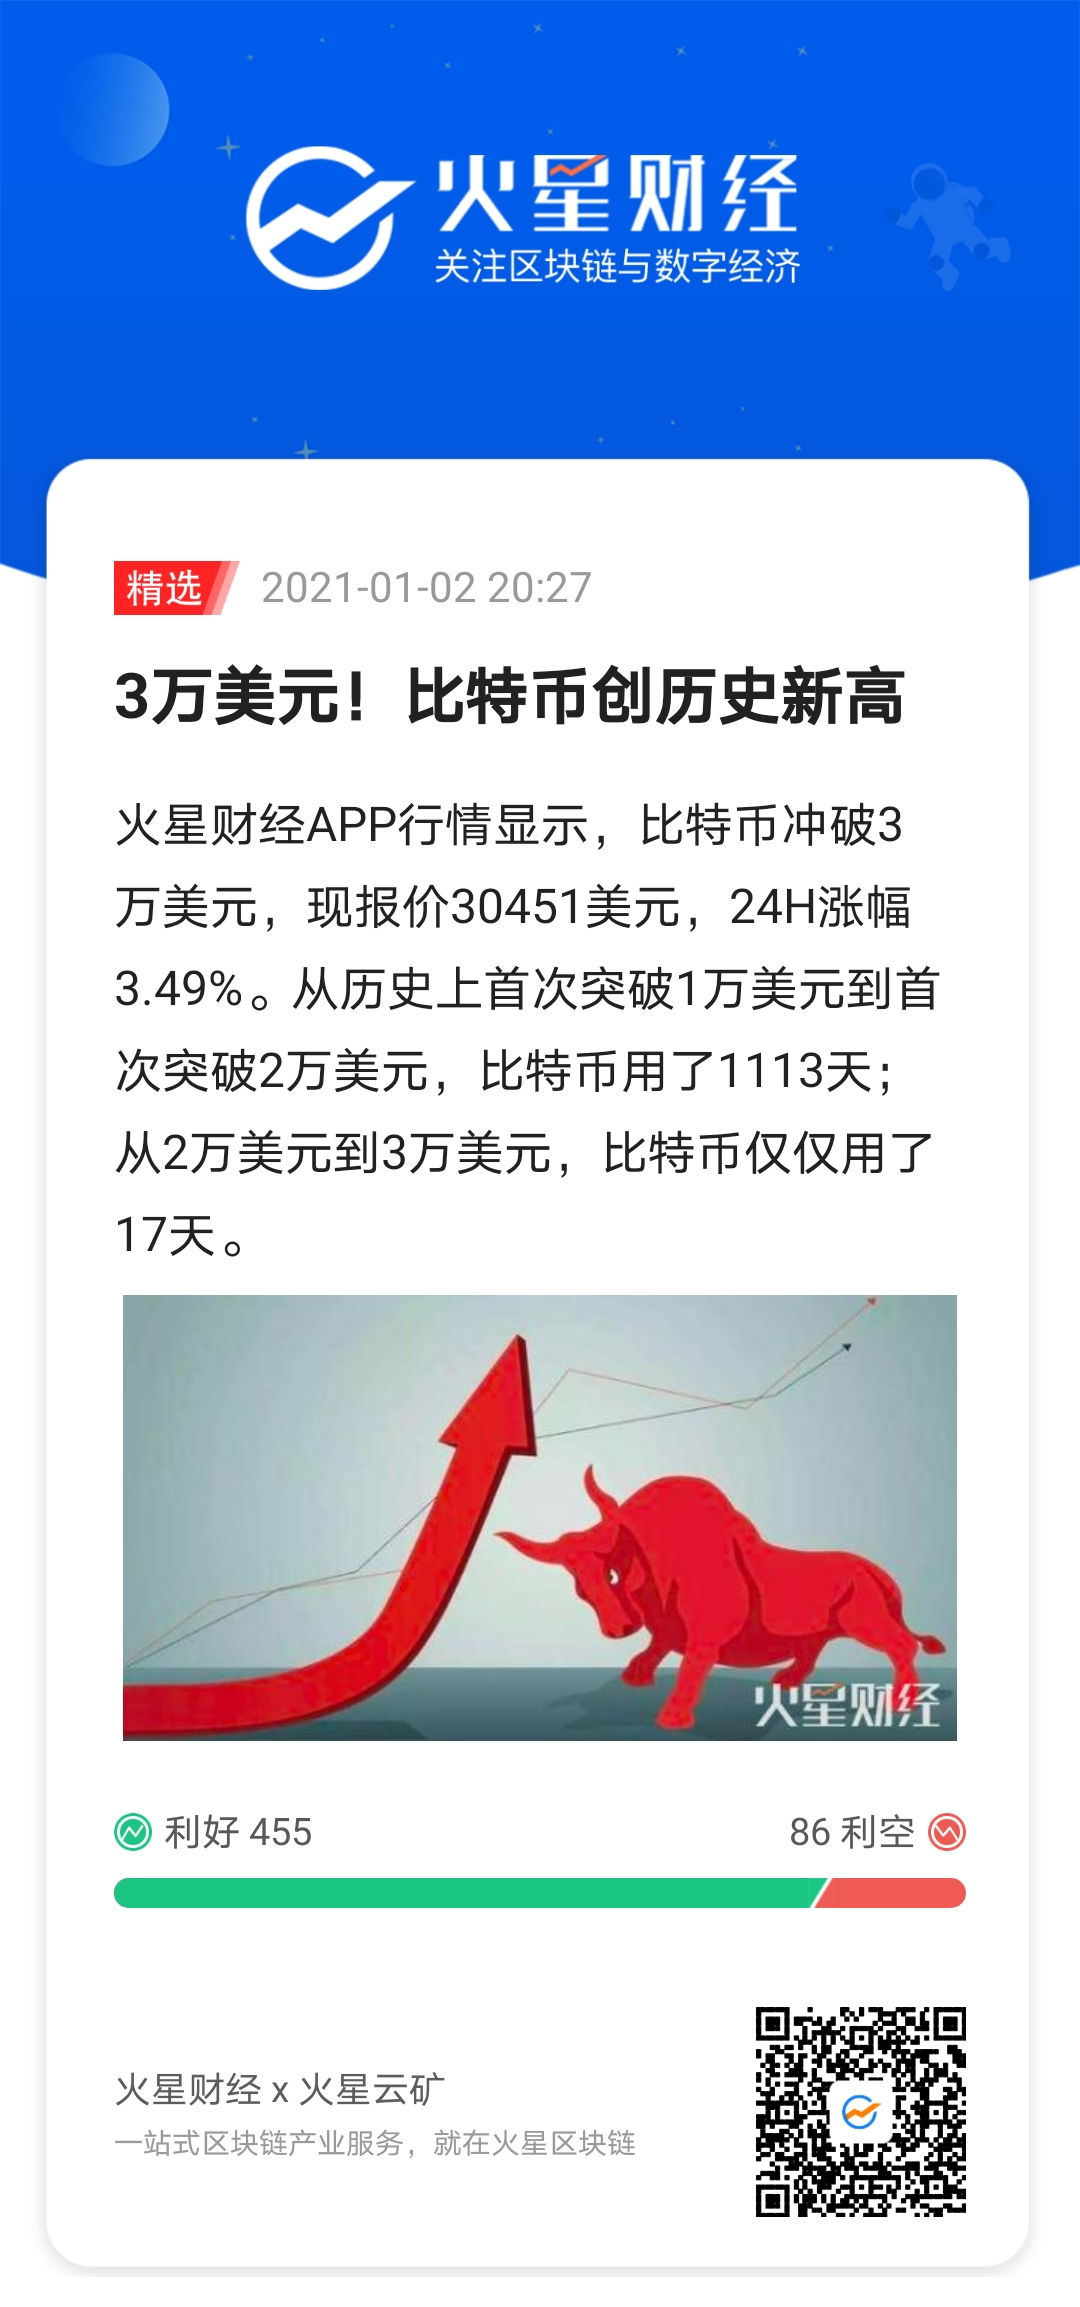 火星财经
关注区块链与数字经济
精选 2021-01-02 20:27
3万美元！比特币创历史新高
火星财经APP行情显示，比特币冲破3
万美元，现报价30451美元，24H涨幅
3.49%。从历史上首次突破1万美元到首
次突破2万美元，比特币用了1113天；
从2万美元到3万美元，比特币仅仅用了
17天。
火星财经
利好 455 86 利空
火星财经 x 火星云矿
一站式区块链产业服务，就在火星区块链